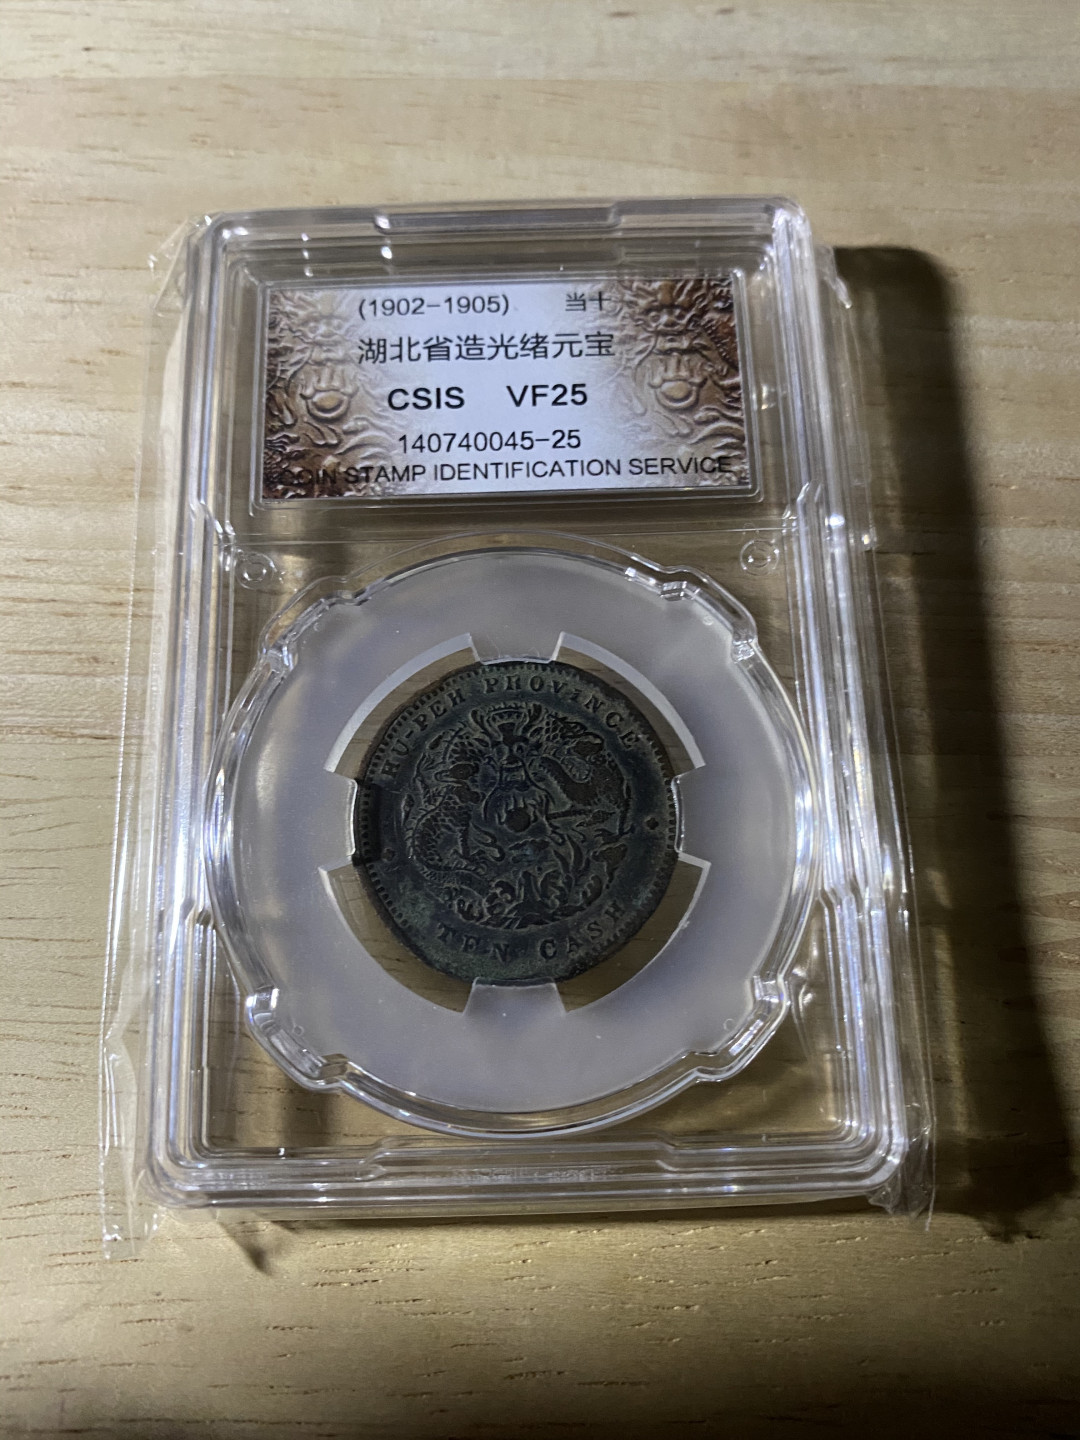 (1902-1905) 当十
湖北省造光绪元宝
CSIS VF25
140740045-25
COIN STAMP IDENTIFICATION SERVICE
HU-PEH PROVINCE
TEN CASH